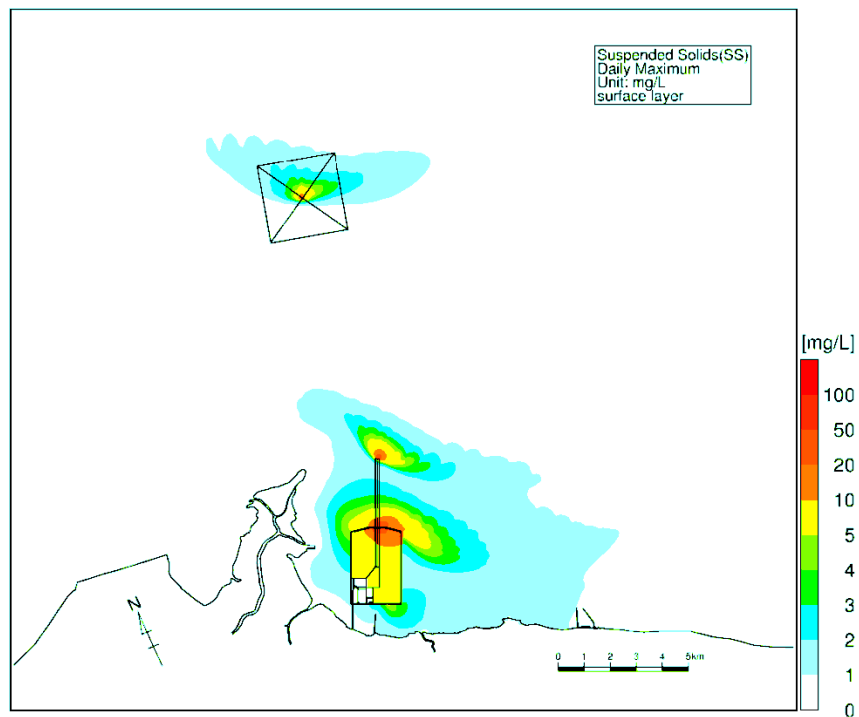 Suspended Solids(SS)
Daily Maximum
Unit: mg/L
surface layer
[mg/L]
100
50
20
10
5
4
3
2
1
0
N
0 1 2 3 4 5km